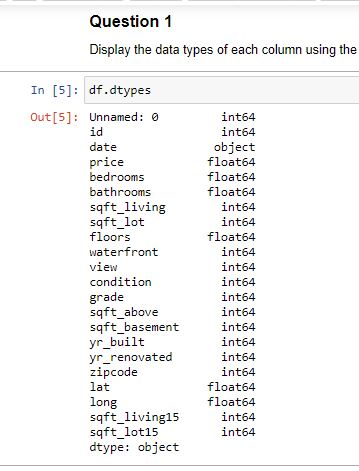 Question 1
Display the data types of each column using the
In [5]: df.dtypes
Out[5]: Unnamed: 0 int64
id int64
date object
price float64
bedrooms float64
bathrooms float64
sqft_living int64
sqft_lot int64
floors float64
waterfront int64
view int64
condition int64
grade int64
sqft_above int64
sqft_basement int64
yr_built int64
yr_renovated int64
zipcode int64
lat float64
long float64
sqft_living15 int64
sqft_lot15 int64
dtype: object